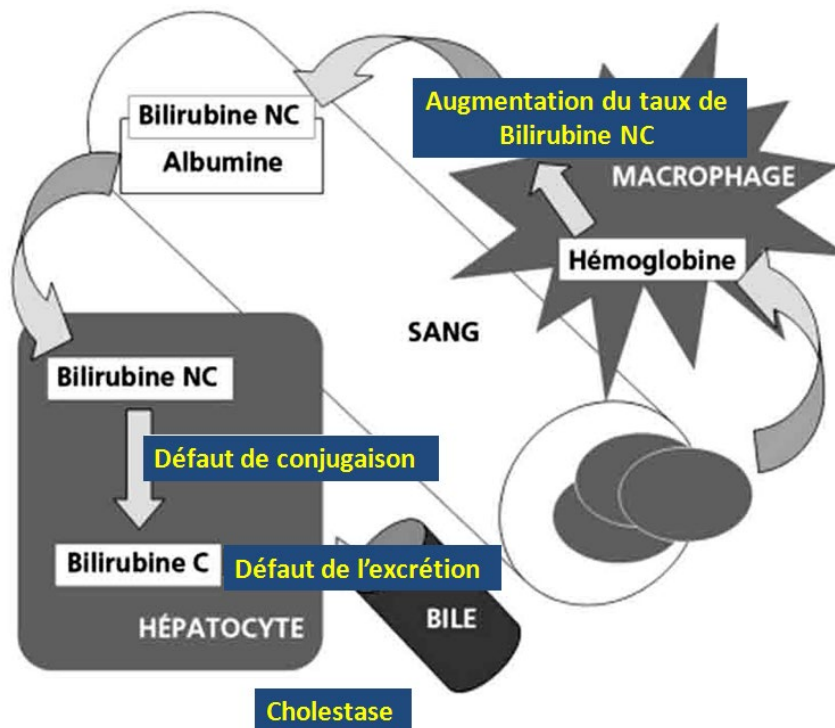 Augmentation du taux de
Bilirubine NC
Bilirubine NC
Albumine
MACROPHAGE
Hémoglobine
SANG
Bilirubine NC
Défaut de conjugaison
Bilirubine C
Défaut de l'excrétion
HÉPATOCYTE
BILE
Cholestase